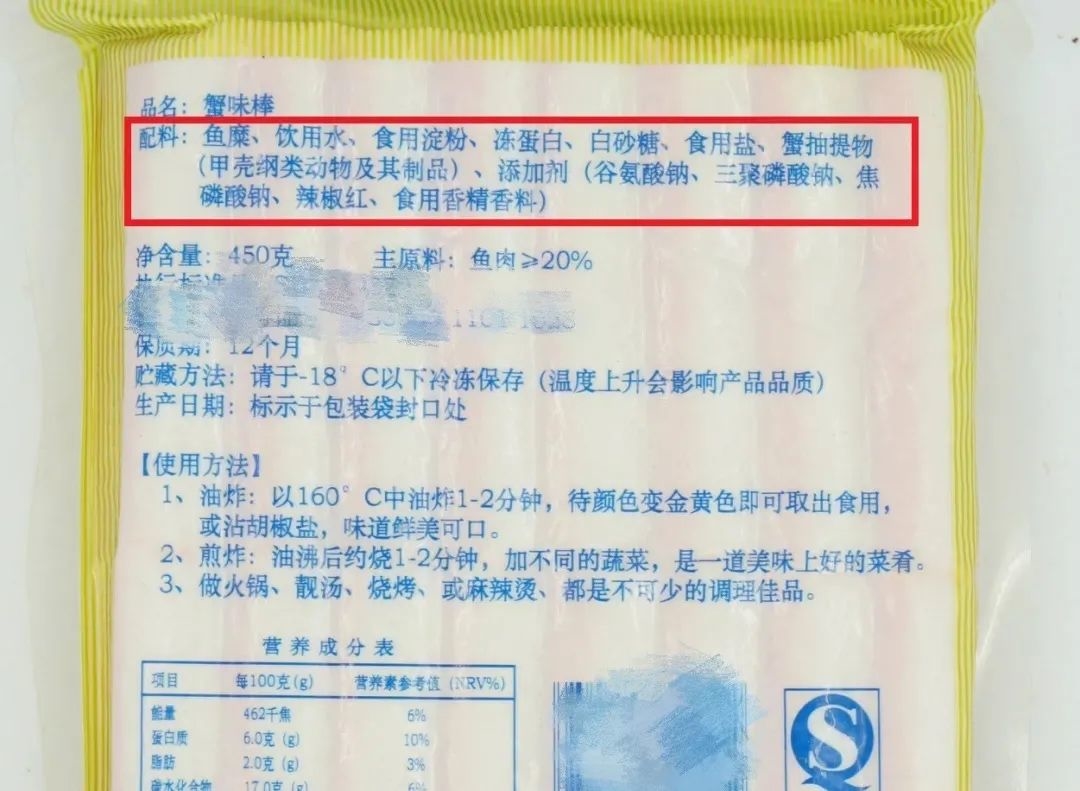 品名：蟹味棒
配料：鱼糜、饮用水、食用淀粉、冻蛋白、白砂糖、食用盐、蟹抽提物
（甲壳纲类动物及其制品）、添加剂（谷氨酸钠、三聚磷酸钠、焦
磷酸钠、辣椒红、食用香精香料）
净含量：450克 主原料：鱼肉≥20%
保质期：12个月
贮藏方法：请于-18°C以下冷冻保存（温度上升会影响产品品质）
生产日期：标示于包装袋封口处
【使用方法】
1、油炸：以160°C中油炸1-2分钟，待颜色变金黄色即可取出食用，
或沾胡椒盐，味道鲜美可口。
2、煎炸：油沸后约烧1-2分钟，加不同的蔬菜，是一道美味上好的菜肴。
3、做火锅、靓汤、烧烤、或麻辣烫、都是不可少的调理佳品。
营养成分表
项目 每100克(g) 营养素参考值（NRV%）
能量 462千焦 6%
蛋白质 6.0克（g） 10%
脂肪 2.0克（g） 3%
碳水化合物 17.0克（g） 6%